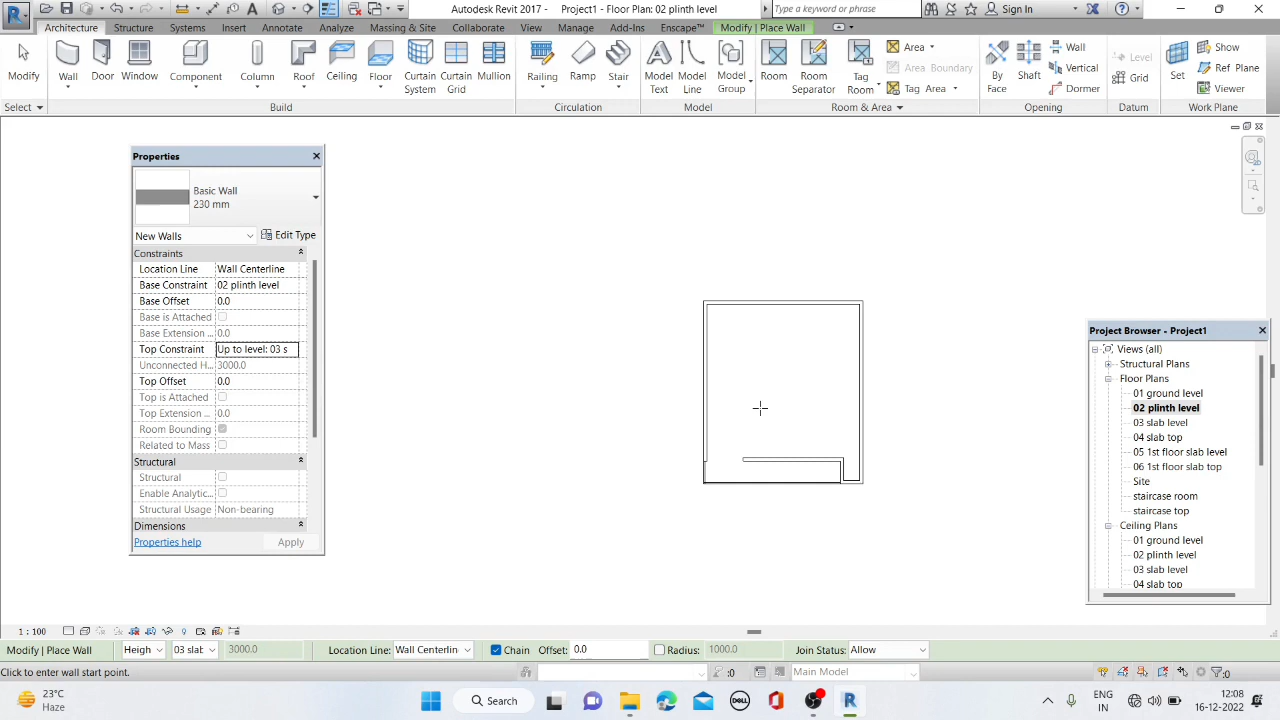 Autodesk Revit 2017 - Project1 - Floor Plan: 02 plinth level
Sign In
Architecture Structure Systems Insert Annotate Analyze Massing & Site Collaborate View Manage Add-Ins Escape™ Modify | Place Wall
Modify Wall Door Window Component Column Roof Ceiling Floor Curtain System Curtain Grid Mullion Railing Ramp Stair Model Text Model Line Model Group Room Room Separator Tag Room Area Area Boundary Tag Area By Face Shaft Wall Vertical Dormer Level Grid Set Show Ref Plane Viewer
Select Build Circulation Model Room & Area Opening Datum Work Plane
Properties
Basic Wall
230 mm
New Walls Edit Type
Constraints
Location Line Wall Centerline
Base Constraint 02 plinth level
Base Offset 0.0
Base is Attached
Base Extension ... 0.0
Top Constraint Up to level: 03 s
Unconnected H... 3000.0
Top Offset 0.0
Top is Attached
Top Extension ... 0.0
Room Bounding
Related to Mass
Structural
Structural
Enable Analytic...
Structural Usage Non-bearing
Dimensions
Properties help Apply
Project Browser - Project1
Views (all)
Structural Plans
Floor Plans
01 ground level
02 plinth level
03 slab level
04 slab top
05 1st floor slab level
06 1st floor slab top
Site
staircase room
staircase top
Ceiling Plans
01 ground level
02 plinth level
03 slab level
04 slab top
1 : 100
Modify | Place Wall Heigh 03 slat 3000.0 Location Line: Wall Centerlin Chain Offset: 0.0 Radius: 1000.0 Join Status: Allow
Click to enter wall start point. :0 Main Model :0
23°C
Haze
Search
ENG
IN
12:08
16-12-2022